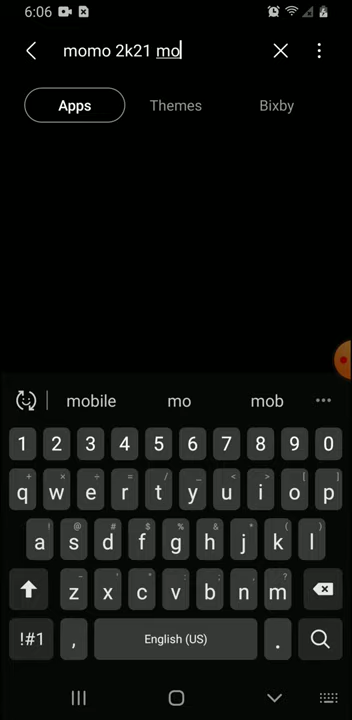 6:06
momo 2k21 mo
Apps Themes Bixby
mobile mo mob
1 2 3 4 5 6 7 8 9 0
+ × ÷ = / _ < > [ ]
q w e r t y u i o p
! @ # $ % ^ & * ( )
a s d f g h j k l
- ' " : ; , ?
z x c v b n m
!#1 , English (US) .